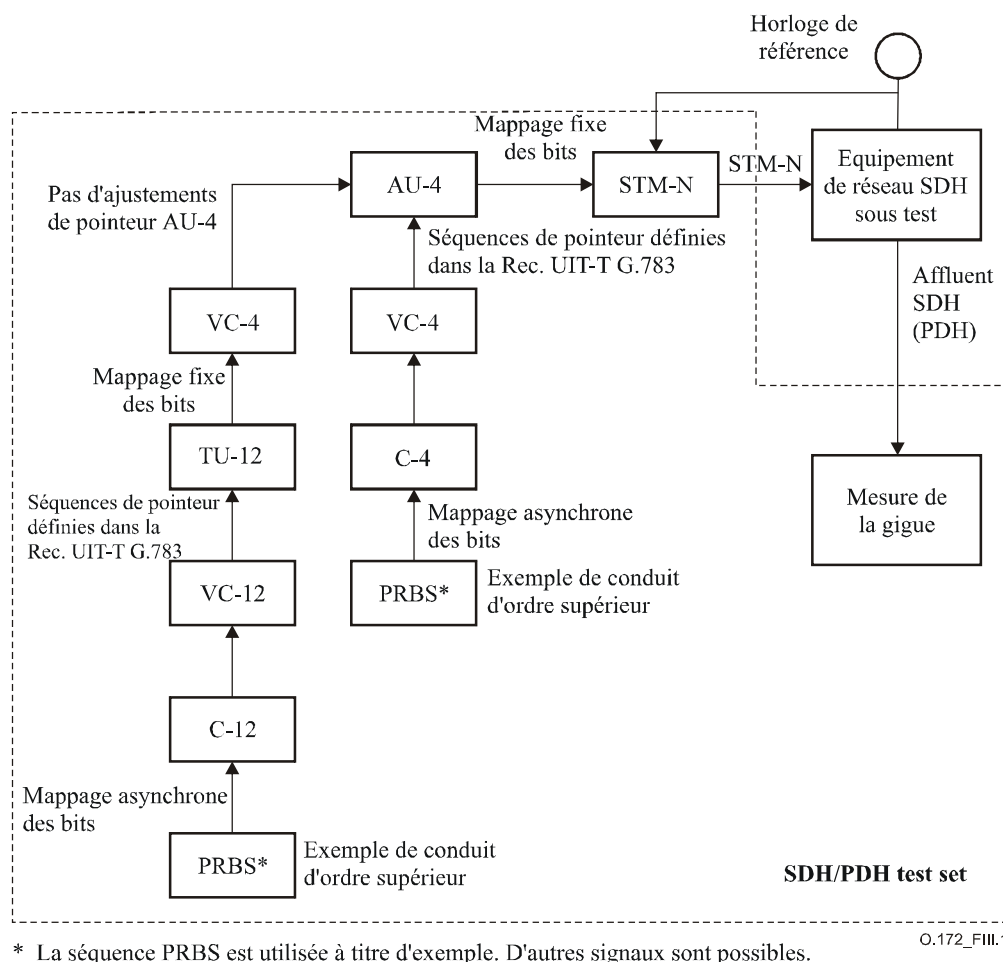 Horloge de
référence
Mappage fixe
des bits
STM-N
AU-4
STM-N
Equipement
de réseau SDH
sous test
Pas d'ajustements
de pointeur AU-4
Séquences de pointeur définies
dans la Rec. UIT-T G.783
Affluent
SDH
(PDH)
VC-4
VC-4
Mappage fixe
des bits
TU-12
C-4
Mesure de
la gigue
Séquences de pointeur
définies dans la
Rec. UIT-T G.783
Mappage asynchrone
des bits
VC-12
PRBS*
Exemple de conduit
d'ordre supérieur
C-12
Mappage asynchrone
des bits
PRBS*
Exemple de conduit
d'ordre supérieur
SDH/PDH test set
* La séquence PRBS est utilisée à titre d'exemple. D'autres signaux sont possibles.
O.172_FIII.1